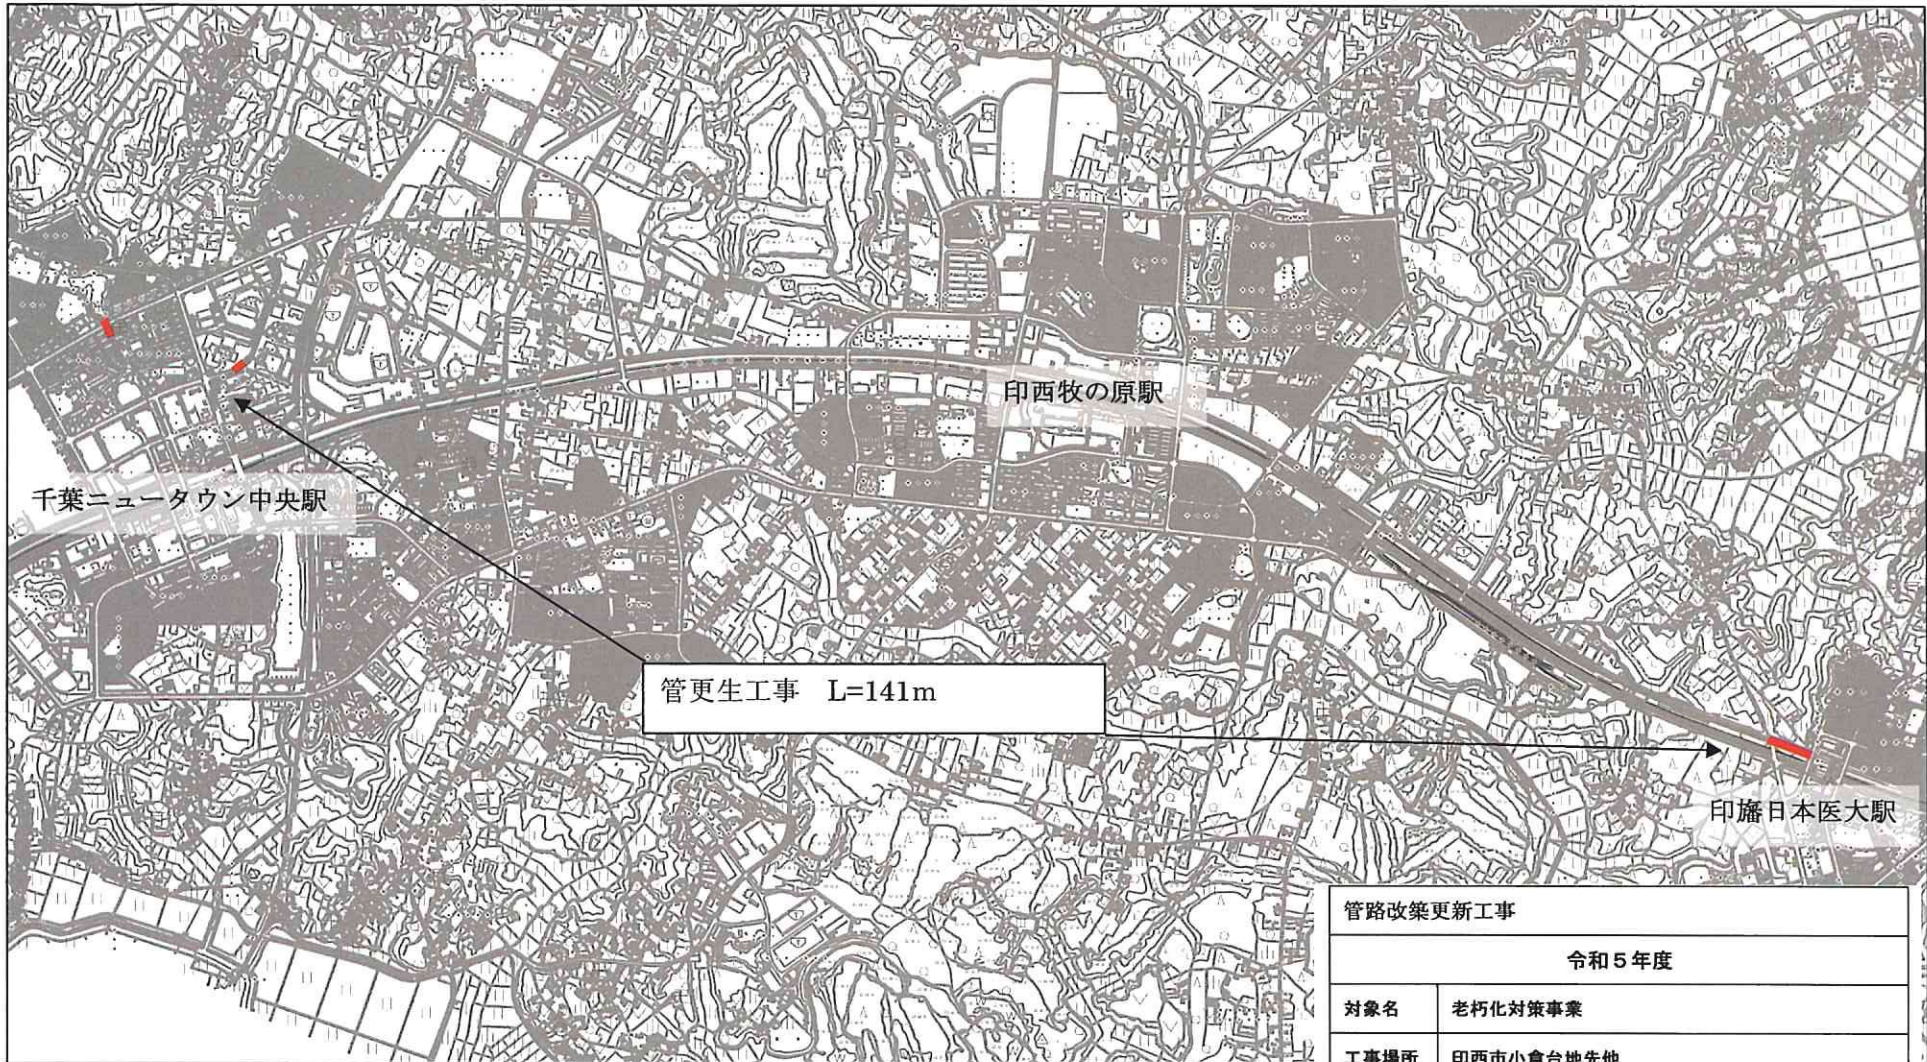 印西牧の原駅
千葉ニュータウン中央駅
管更生工事 L=141m
印旛日本医大駅
管路改築更新工事
令和5年度
対象名 老朽化対策事業
工事場所 印西市小倉台地先他